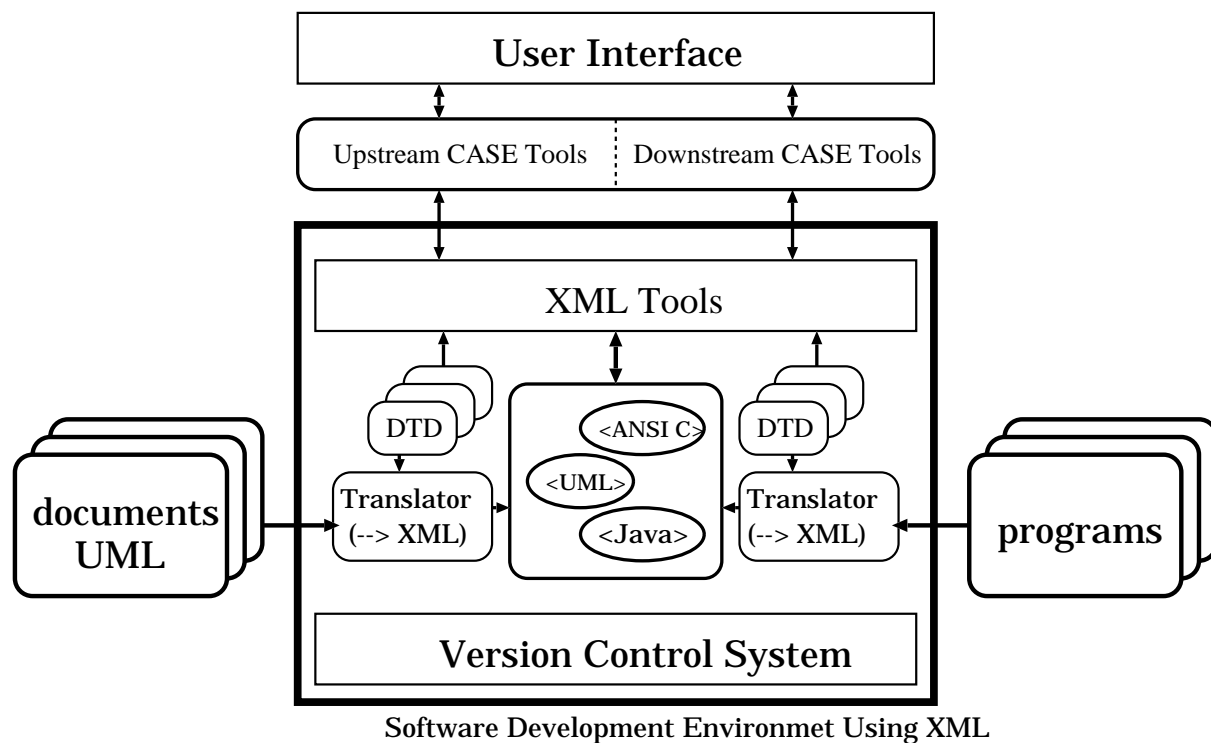 User Interface
Upstream CASE Tools
Downstream CASE Tools
XML Tools
DTD
<ANSI C>
DTD
<UML>
<Java>
Translator
(--> XML)
Translator
(--> XML)
documents
UML
programs
Version Control System
Software Development Environmet Using XML